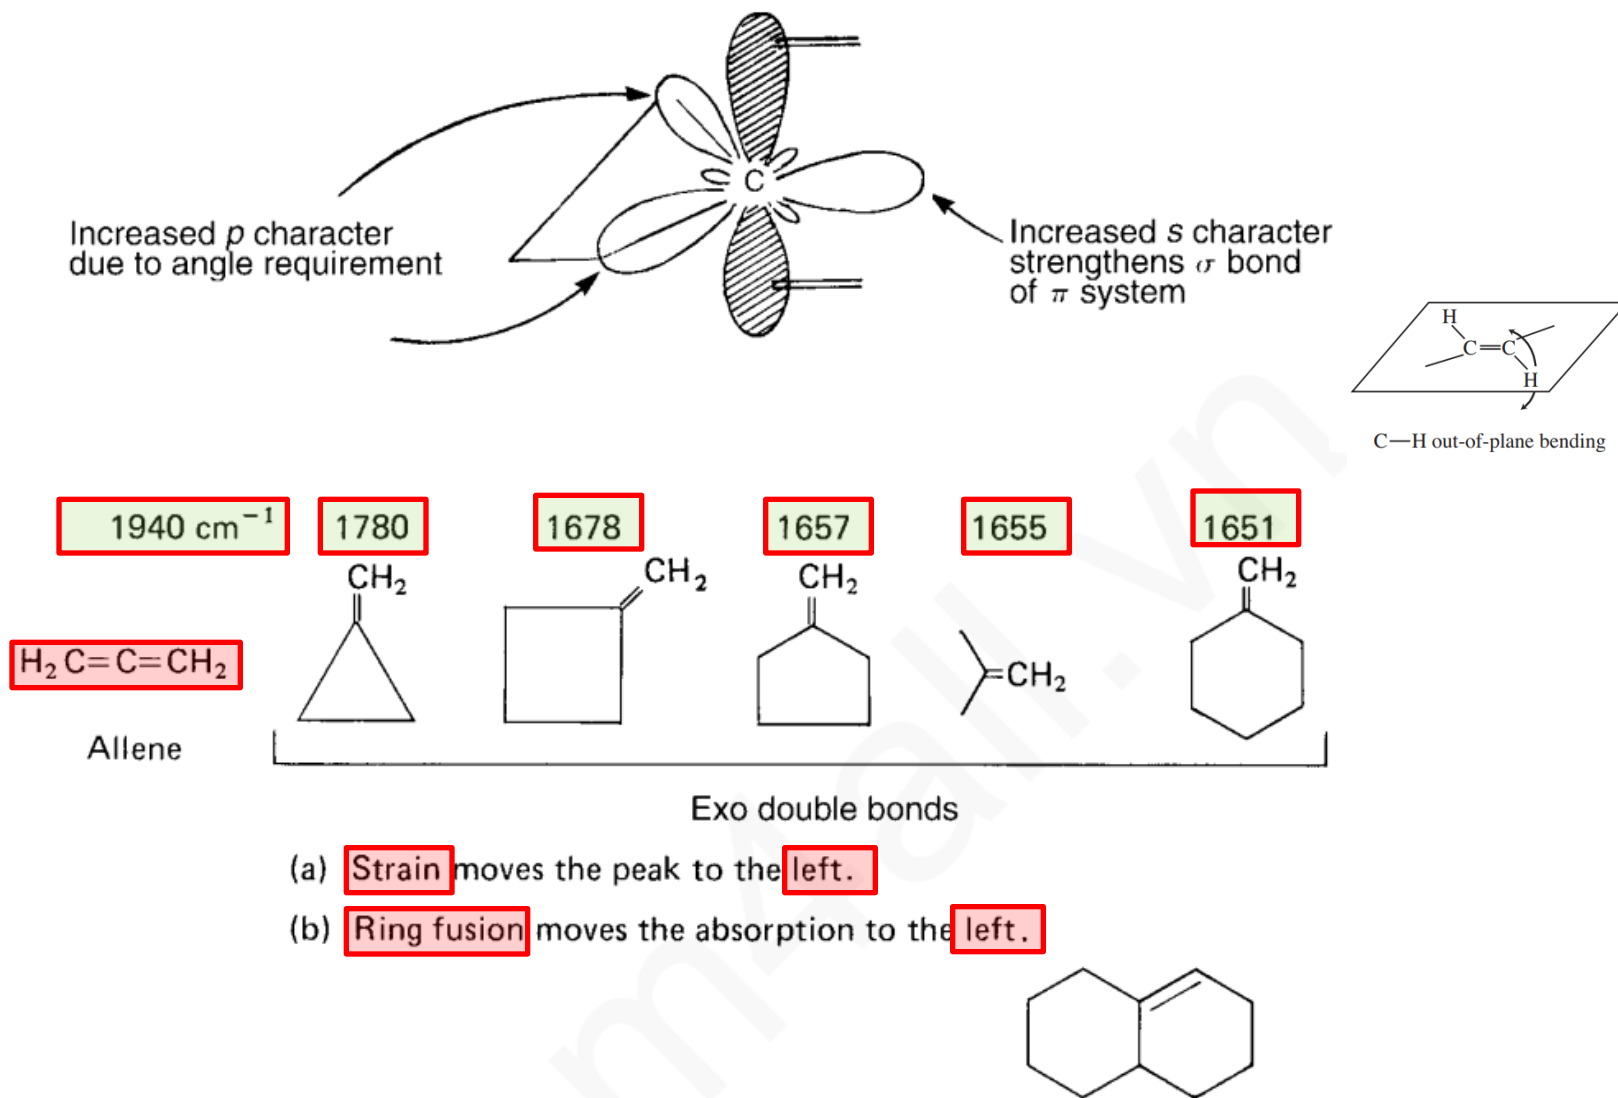 C
Increased p character
due to angle requirement
Increased s character
strengthens σ bond
of π system
H
C=C
H
C—H out-of-plane bending
1940 cm⁻¹ 1780 1678 1657 1655 1651
CH₂ CH₂ CH₂ CH₂
H₂C=C=CH₂ =CH₂
Allene
Exo double bonds
(a) Strain moves the peak to the left.
(b) Ring fusion moves the absorption to the left.
m4all.vn